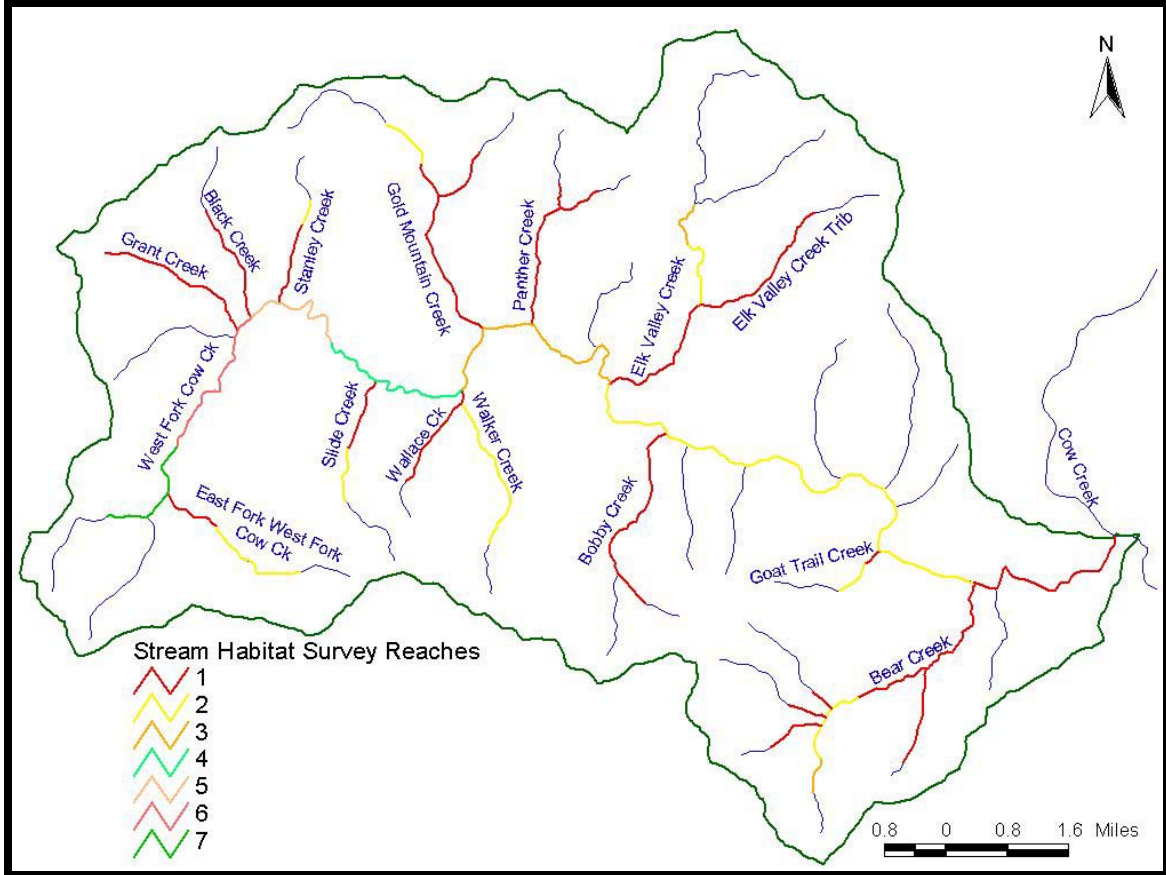 N
Black Creek
Grant Creek
Stanley Creek
Gold Mountain Creek
Panther Creek
Elk Valley Creek
Elk Valley Creek Trib
West Fork Cow Ck
Slide Creek
Wallace Ck
Walker Creek
Cow Creek
East Fork West Fork
Cow Ck
Bobby Creek
Goat Trail Creek
Bear Creek
Stream Habitat Survey Reaches
1
2
3
4
5
6
7
0.8 0 0.8 1.6 Miles